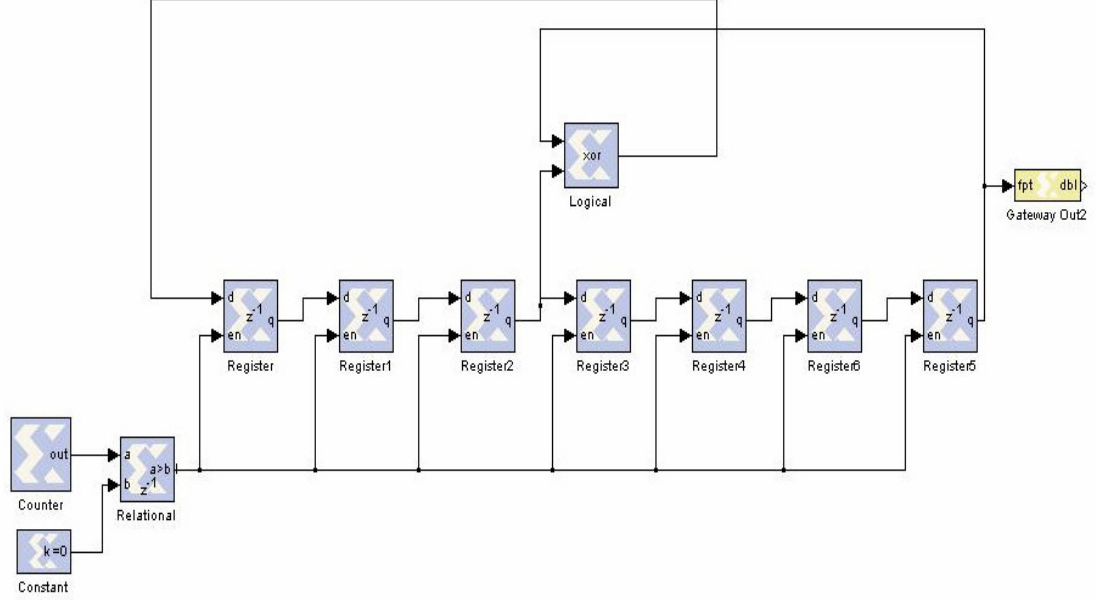 xor
Logical
fpt dbl
Gateway Out2
d z-1 q en
d z-1 q en
d z-1 q en
d z-1 q en
d z-1 q en
d z-1 q en
d z-1 q en
Register
Register1
Register2
Register3
Register4
Register6
Register5
out
Counter
a a>b
b z-1
Relational
k =0
Constant